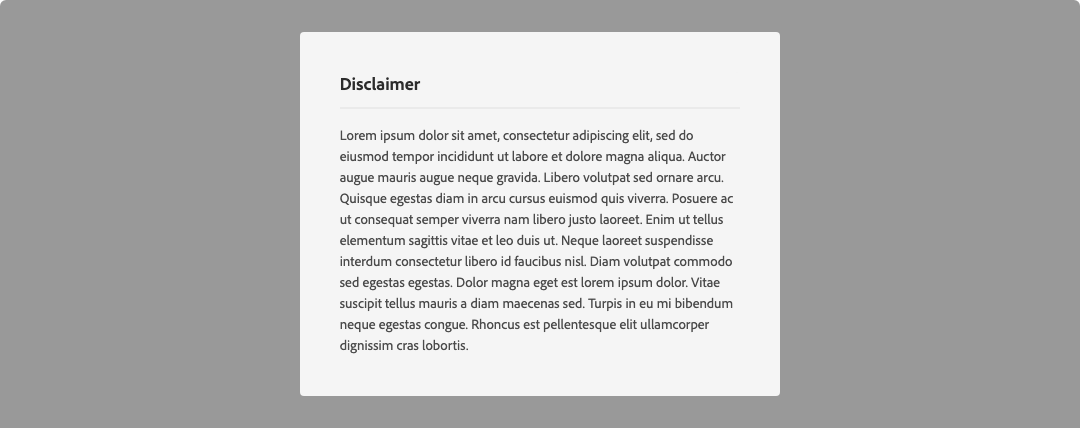 Disclaimer
Lorem ipsum dolor sit amet, consectetur adipiscing elit, sed do
eiusmod tempor incididunt ut labore et dolore magna aliqua. Auctor
augue mauris augue neque gravida. Libero volutpat sed ornare arcu.
Quisque egestas diam in arcu cursus euismod quis viverra. Posuere ac
ut consequat semper viverra nam libero justo laoreet. Enim ut tellus
elementum sagittis vitae et leo duis ut. Neque laoreet suspendisse
interdum consectetur libero id faucibus nisl. Diam volutpat commodo
sed egestas egestas. Dolor magna eget est lorem ipsum dolor. Vitae
suscipit tellus mauris a diam maecenas sed. Turpis in eu mi bibendum
neque egestas congue. Rhoncus est pellentesque elit ullamcorper
dignissim cras lobortis.